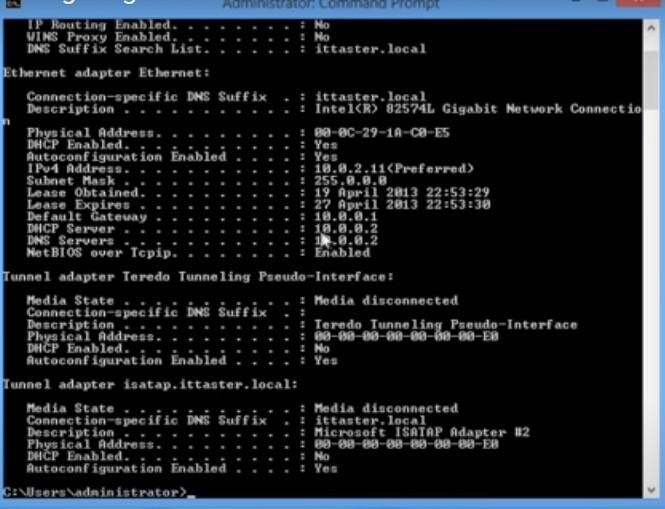 Administrator: Command Prompt
IP Routing Enabled. . . . . . . . : No
WINS Proxy Enabled. . . . . . . . : No
DNS Suffix Search List. . . . . . : ittaster.local
Ethernet adapter Ethernet:
Connection-specific DNS Suffix  . : ittaster.local
Description . . . . . . . . . . . : Intel(R) 82574L Gigabit Network Connectio
n
Physical Address. . . . . . . . . : 00-0C-29-1A-C0-E5
DHCP Enabled. . . . . . . . . . . : Yes
Autoconfiguration Enabled . . . . : Yes
IPv4 Address. . . . . . . . . . . : 10.0.2.11(Preferred)
Subnet Mask . . . . . . . . . . . : 255.0.0.0
Lease Obtained. . . . . . . . . . : 19 April 2013 22:53:29
Lease Expires . . . . . . . . . . : 27 April 2013 22:53:30
Default Gateway . . . . . . . . . : 10.0.0.1
DHCP Server . . . . . . . . . . . : 10.0.0.2
DNS Servers . . . . . . . . . . . : 10.0.0.2
NetBIOS over Tcpip. . . . . . . . : Enabled
Tunnel adapter Teredo Tunneling Pseudo-Interface:
Media State . . . . . . . . . . . : Media disconnected
Connection-specific DNS Suffix  . :
Description . . . . . . . . . . . : Teredo Tunneling Pseudo-Interface
Physical Address. . . . . . . . . : 00-00-00-00-00-00-00-E0
DHCP Enabled. . . . . . . . . . . : No
Autoconfiguration Enabled . . . . : Yes
Tunnel adapter isatap.ittaster.local:
Media State . . . . . . . . . . . : Media disconnected
Connection-specific DNS Suffix  . : ittaster.local
Description . . . . . . . . . . . : Microsoft ISATAP Adapter #2
Physical Address. . . . . . . . . : 00-00-00-00-00-00-00-E0
DHCP Enabled. . . . . . . . . . . : No
Autoconfiguration Enabled . . . . : Yes
C:\Users\administrator>_